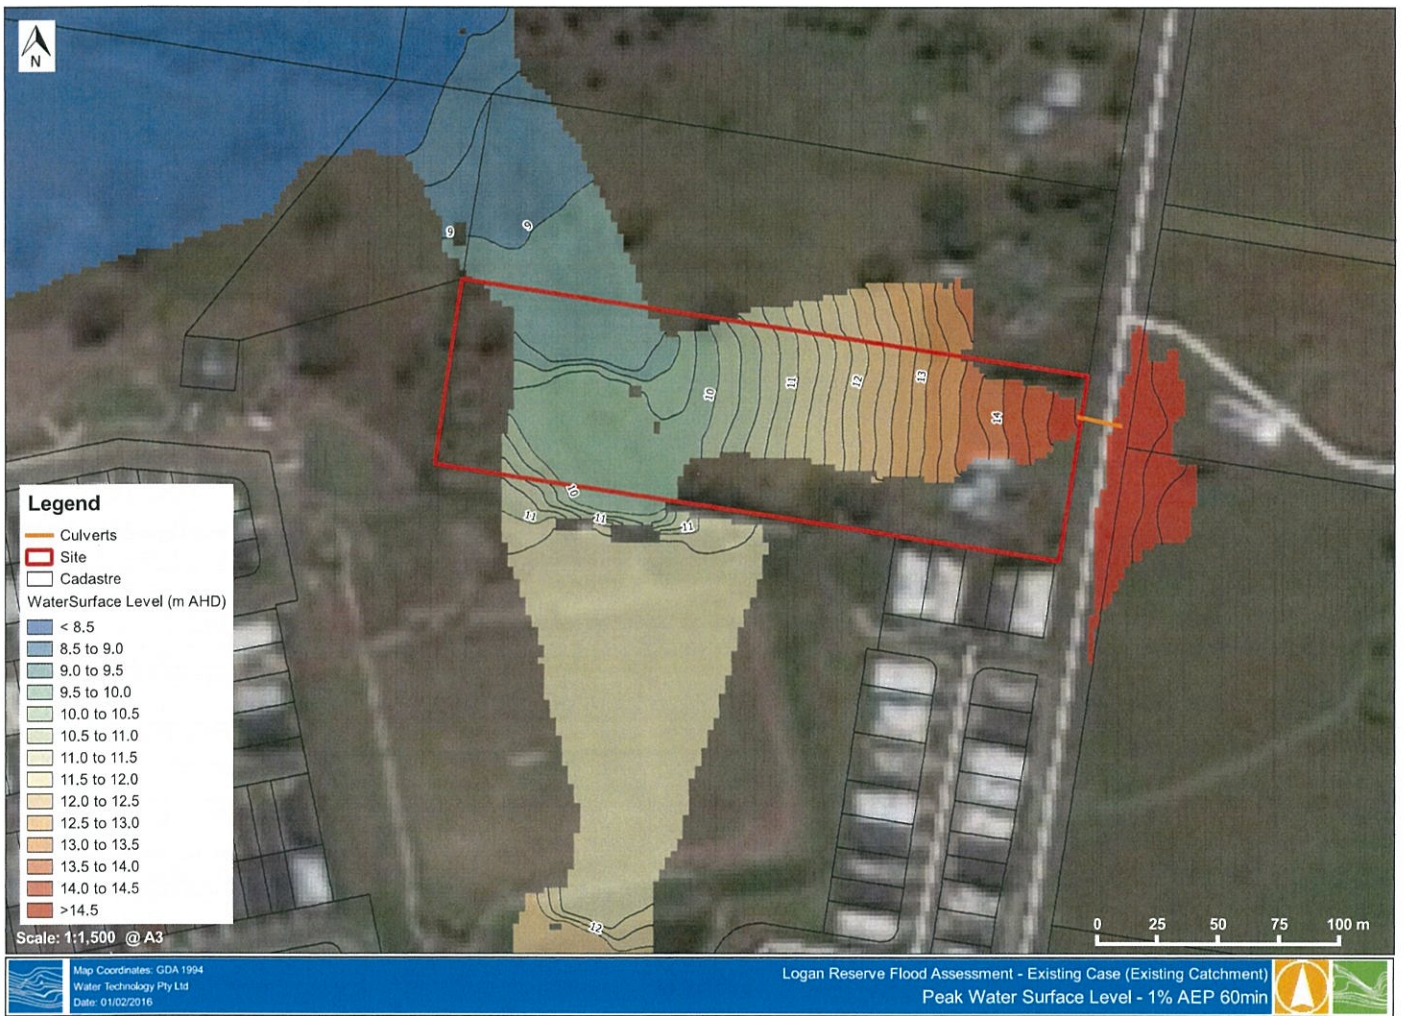 N
9
9
10
11
12
13
14
10
11
11
11
12
Legend
Culverts
Site
Cadastre
WaterSurface Level (m AHD)
< 8.5
8.5 to 9.0
9.0 to 9.5
9.5 to 10.0
10.0 to 10.5
10.5 to 11.0
11.0 to 11.5
11.5 to 12.0
12.0 to 12.5
12.5 to 13.0
13.0 to 13.5
13.5 to 14.0
14.0 to 14.5
>14.5
Scale: 1:1,500 @ A3
0 25 50 75 100 m
Map Coordinates: GDA 1994
Water Technology Pty Ltd
Date: 01/02/2016
Logan Reserve Flood Assessment - Existing Case (Existing Catchment)
Peak Water Surface Level - 1% AEP 60min